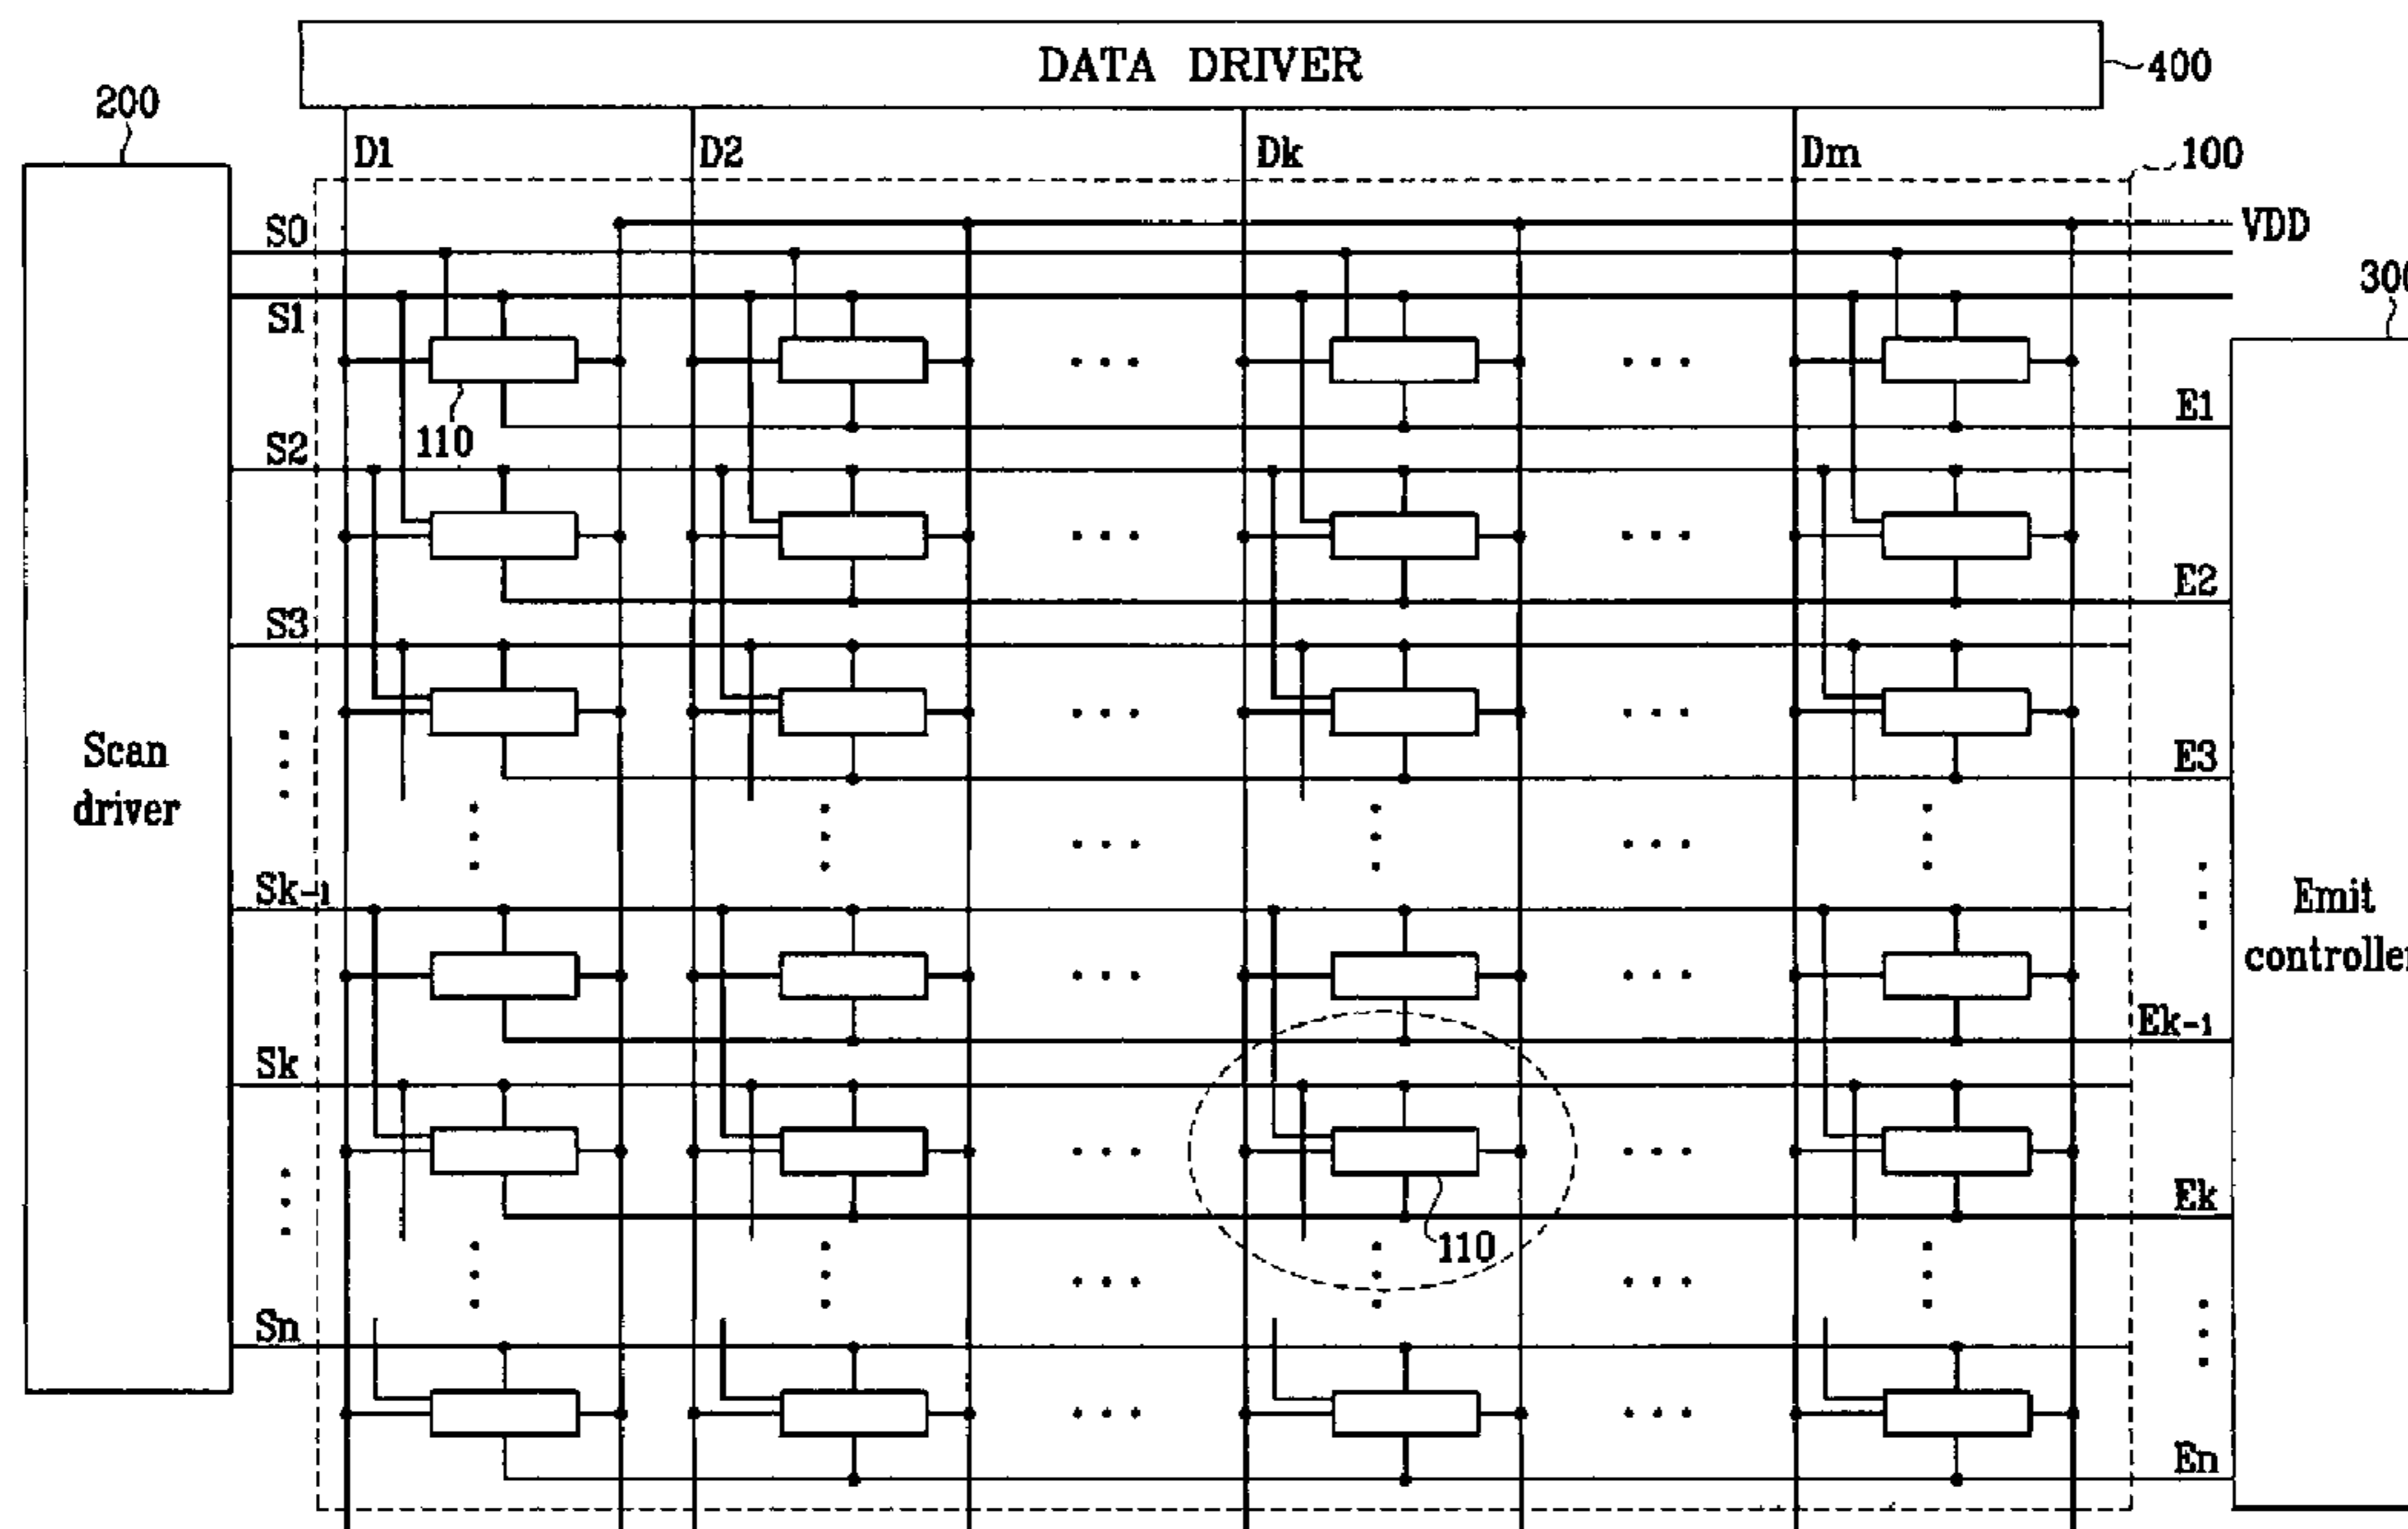 DATA DRIVER
400
200
D1
D2
Dk
Dm
100
S0
VDD
S1
300
E1
110
S2
E2
S3
E3
Scan
driver
Sk-1
Emit
controller
Ek-1
Sk
Ek
110
Sn
En